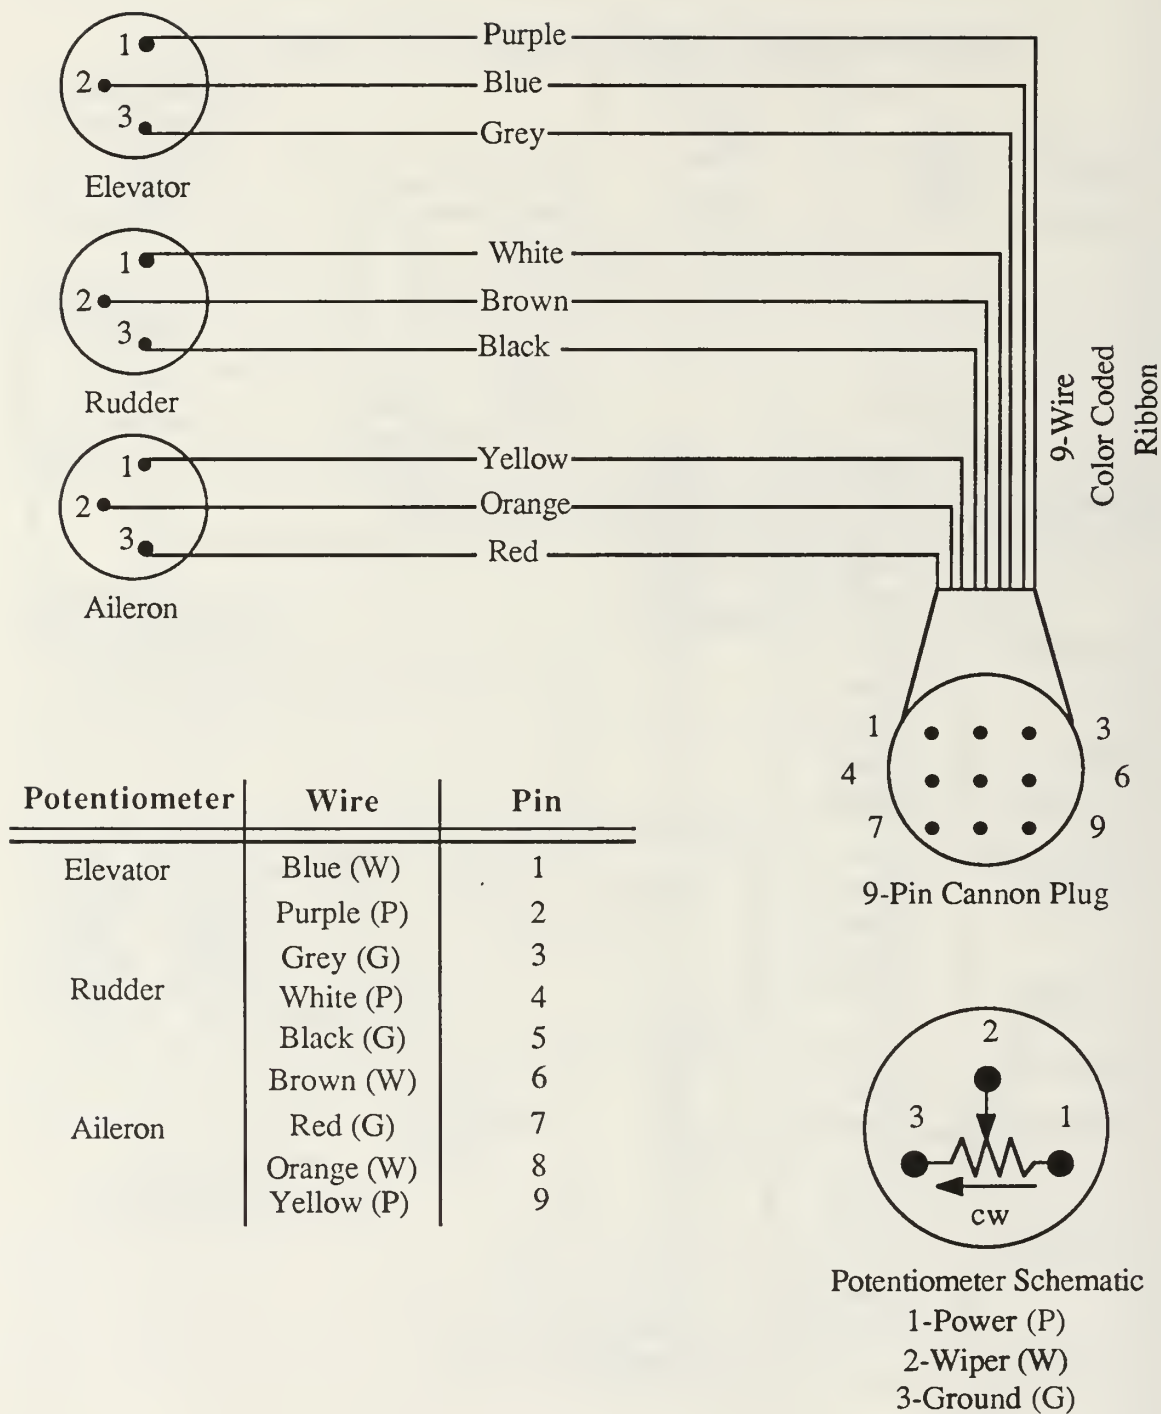 1 Purple
2 Blue
3 Grey
Elevator
1 White
2 Brown
3 Black
Rudder
1 Yellow
2 Orange
3 Red
Aileron
9-Wire
Color Coded
Ribbon
1 3
4 6
7 9
9-Pin Cannon Plug
Potentiometer Wire Pin
Elevator Blue (W) 1
Purple (P) 2
Grey (G) 3
Rudder White (P) 4
Black (G) 5
Brown (W) 6
Aileron Red (G) 7
Orange (W) 8
Yellow (P) 9
2
3 1
cw
Potentiometer Schematic
1-Power (P)
2-Wiper (W)
3-Ground (G)